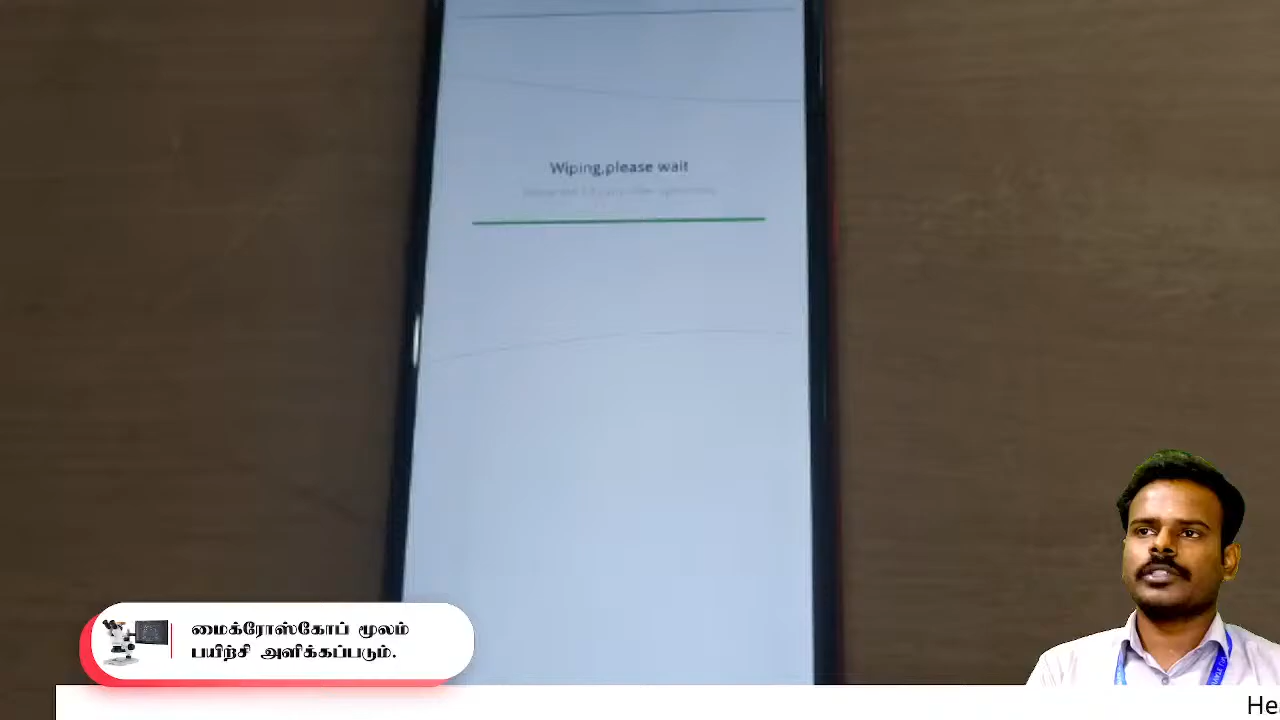 Wiping,please wait
மைக்ரோஸ்கோப் மூலம்
பயிற்சி அளிக்கப்படும்.
He